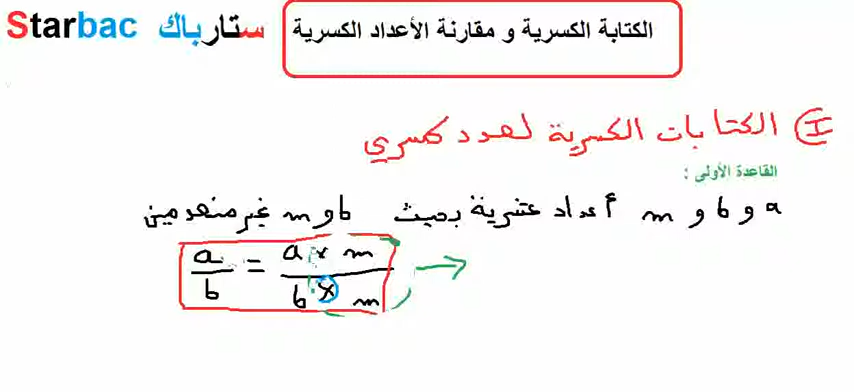 Starbac ستارباك
الكتابة الكسرية و مقارنة الأعداد الكسرية
I الكتابات الكسرية لعدد كسري
القاعدة الأولى :
a و b و m أعداد عشرية بحيث b و m غير منعدمين
a/b = a × m / b × m